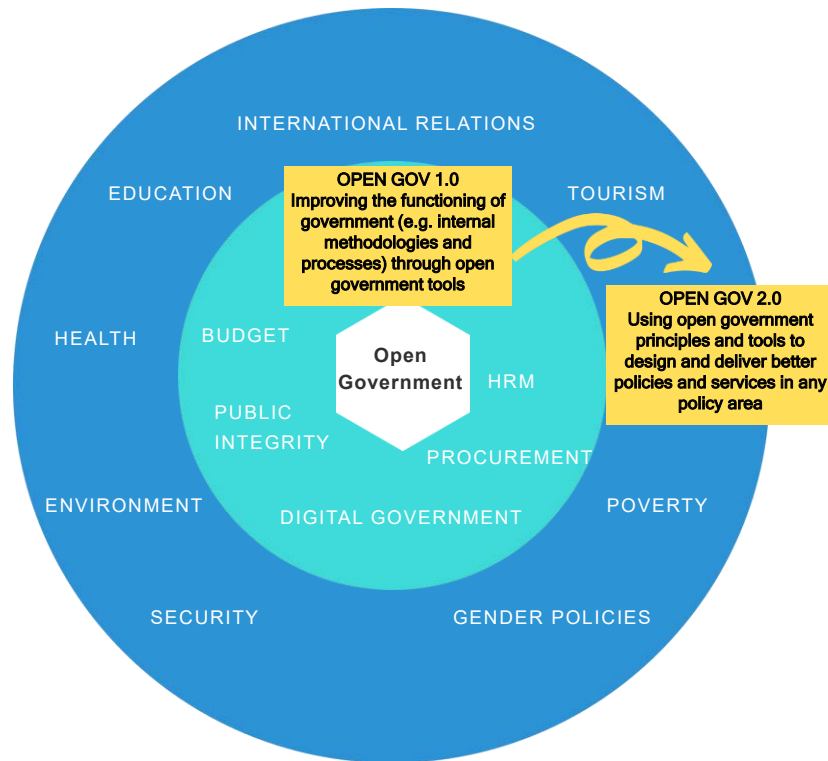 INTERNATIONAL RELATIONS
EDUCATION
TOURISM
OPEN GOV 1.0
Improving the functioning of
government (e.g. internal
methodologies and
processes) through open
government tools
OPEN GOV 2.0
Using open government
principles and tools to
design and deliver better
policies and services in any
policy area
HEALTH
BUDGET
Open
Government
HRM
PUBLIC
INTEGRITY
PROCUREMENT
ENVIRONMENT
DIGITAL GOVERNMENT
POVERTY
SECURITY
GENDER POLICIES